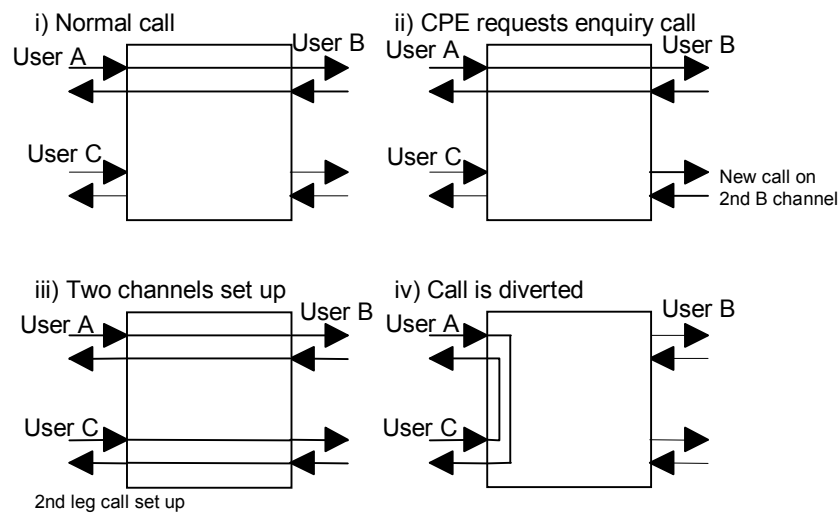 i) Normal call
User A
User B
User C
ii) CPE requests enquiry call
User A
User B
User C
New call on
2nd B channel
iii) Two channels set up
User A
User B
User C
2nd leg call set up
iv) Call is diverted
User A
User B
User C